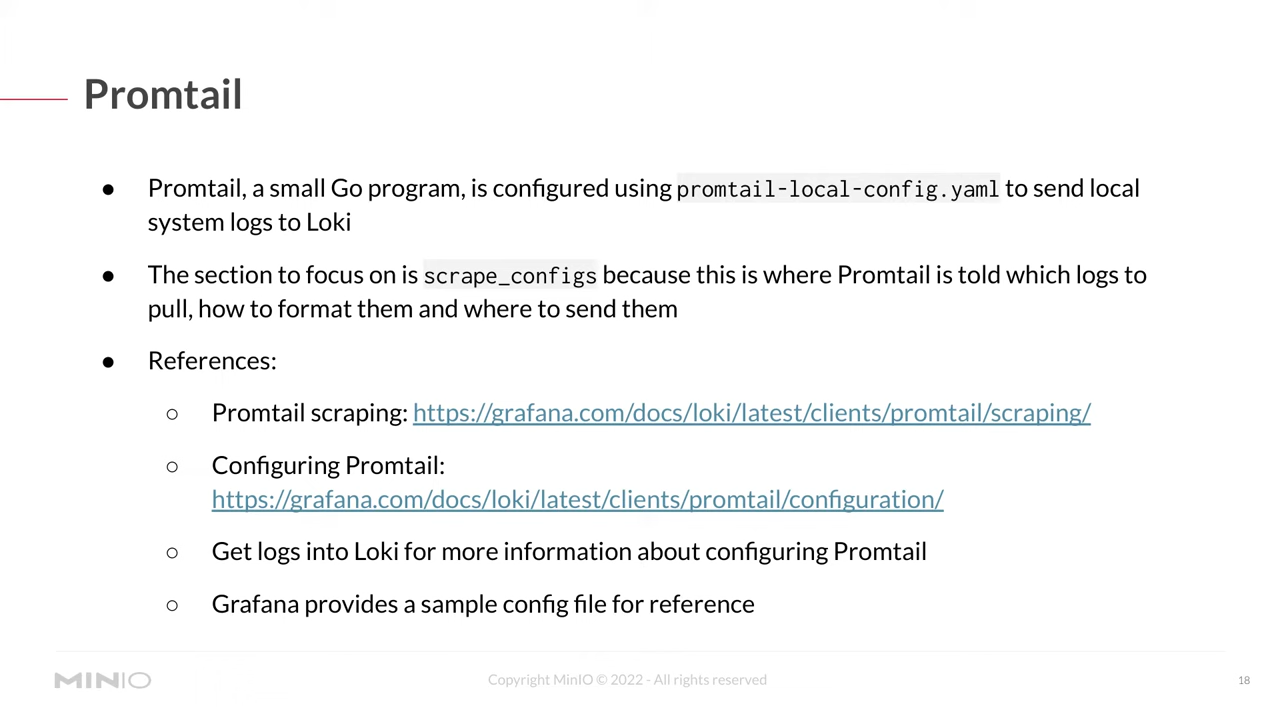 Promtail
● Promtail, a small Go program, is configured using promtail-local-config.yaml to send local
system logs to Loki
● The section to focus on is scrape_configs because this is where Promtail is told which logs to
pull, how to format them and where to send them
● References:
○ Promtail scraping: https://grafana.com/docs/loki/latest/clients/promtail/scraping/
○ Configuring Promtail:
https://grafana.com/docs/loki/latest/clients/promtail/configuration/
○ Get logs into Loki for more information about configuring Promtail
○ Grafana provides a sample config file for reference
MINIO
Copyright MinIO © 2022 - All rights reserved
18